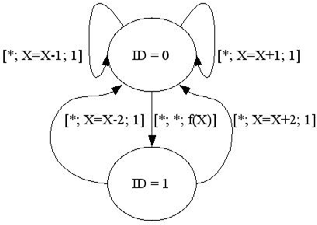 ID = 0
[*; X=X-1; 1]
[*; X=X+1; 1]
[*; X=X-2; 1]
[*; *; f(X)]
[*; X=X+2; 1]
ID = 1